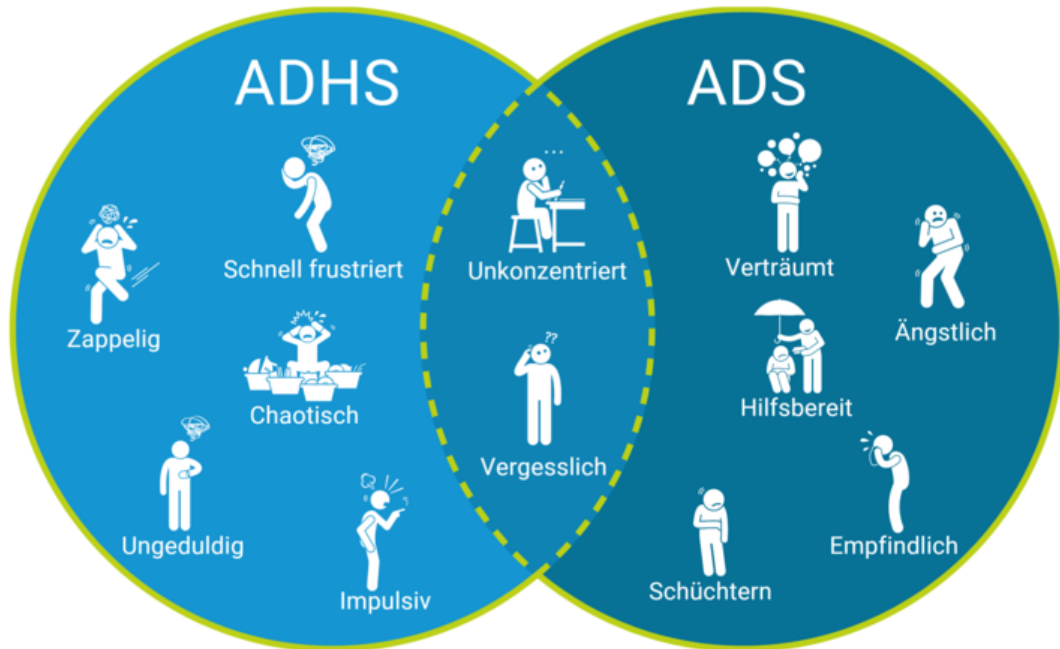 ADHS
ADS
Schnell frustriert
Zappelig
Chaotisch
Ungeduldig
Impulsiv
...
Unkonzentriert
??
Vergesslich
Verträumt
Ängstlich
Hilfsbereit
Empfindlich
Schüchtern